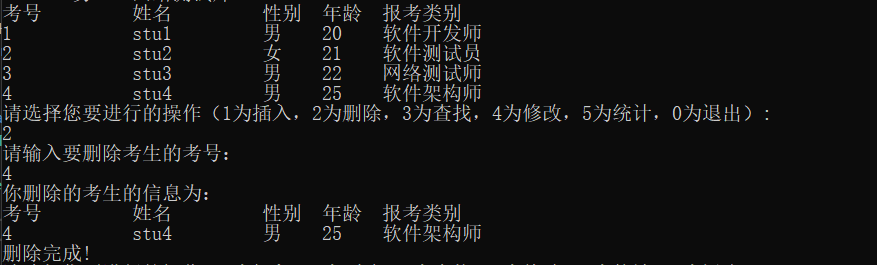 考号 姓名 性别 年龄 报考类别
1 stu1 男 20 软件开发师
2 stu2 女 21 软件测试员
3 stu3 男 22 网络测试师
4 stu4 男 25 软件架构师
请选择您要进行的操作（1为插入，2为删除，3为查找，4为修改，5为统计，0为退出）:
2
请输入要删除考生的考号：
4
你删除的考生的信息为：
考号 姓名 性别 年龄 报考类别
4 stu4 男 25 软件架构师
删除完成!